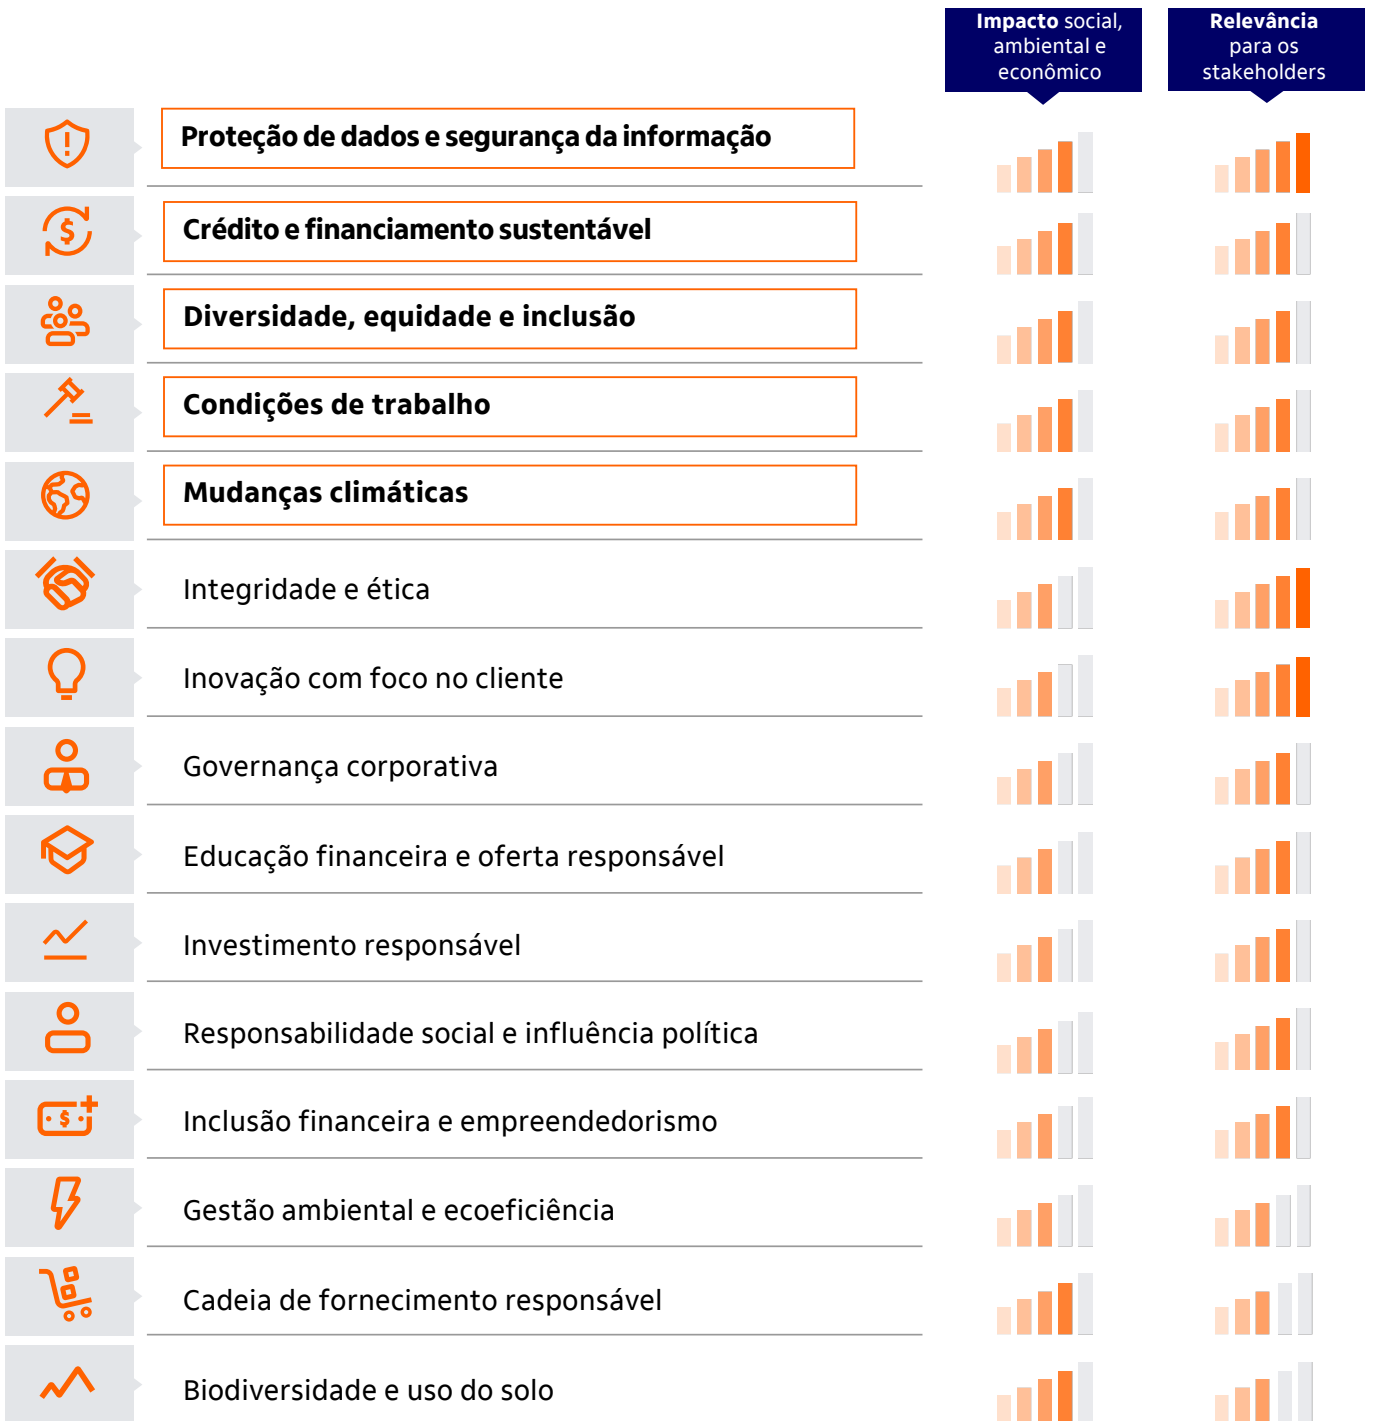 Impacto social,
ambiental e
econômico
Relevância
para os
stakeholders
Proteção de dados e segurança da informação
Crédito e financiamento sustentável
Diversidade, equidade e inclusão
Condições de trabalho
Mudanças climáticas
Integridade e ética
Inovação com foco no cliente
Governança corporativa
Educação financeira e oferta responsável
Investimento responsável
Responsabilidade social e influência política
Inclusão financeira e empreendedorismo
Gestão ambiental e ecoeficiência
Cadeia de fornecimento responsável
Biodiversidade e uso do solo